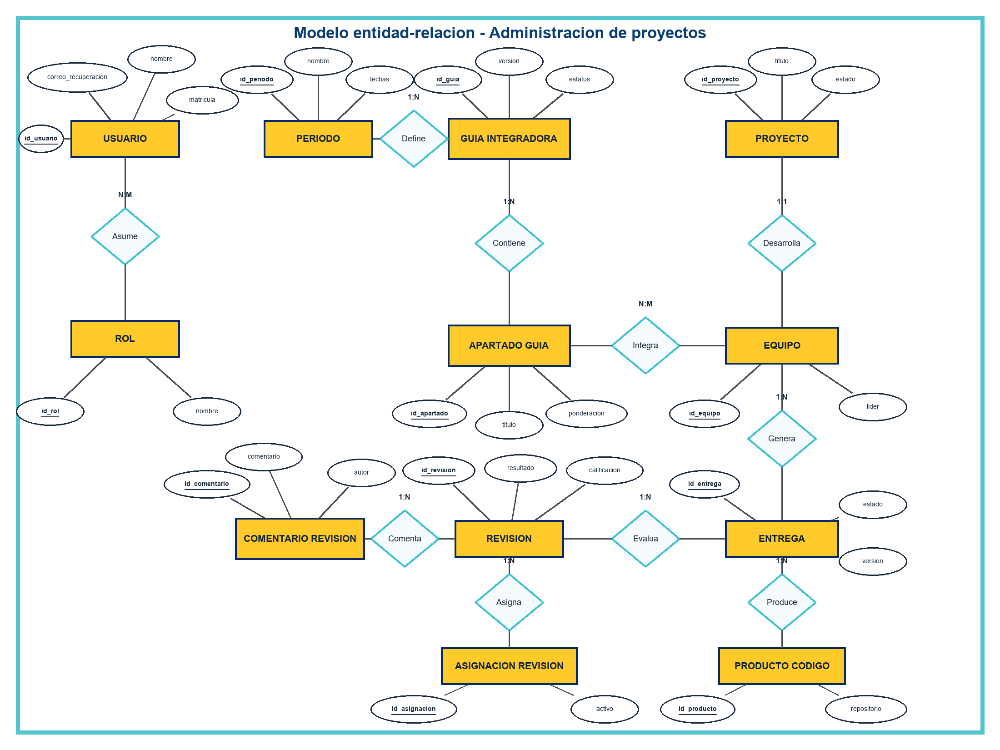 Modelo entidad-relacion - Administracion de proyectos
nombre
correo_recuperacion
matricula
id_usuario
USUARIO
nombre
id_periodo
fechas
PERIODO
1:N
Define
version
id_guia
estatus
GUIA INTEGRADORA
titulo
id_proyecto
estado
PROYECTO
N:M
Asume
1:N
Contiene
1:1
Desarrolla
ROL
id_rol
nombre
APARTADO GUIA
id_apartado
titulo
ponderacion
N:M
Integra
EQUIPO
id_equipo
lider
1:N
Genera
comentario
id_comentario
autor
COMENTARIO REVISION
1:N
Comenta
id_revision
resultado
calificacion
REVISION
1:N
Evalua
id_entrega
estado
version
ENTREGA
1:N
Asigna
1:N
Produce
ASIGNACION REVISION
id_asignacion
activo
PRODUCTO CODIGO
id_producto
repositorio